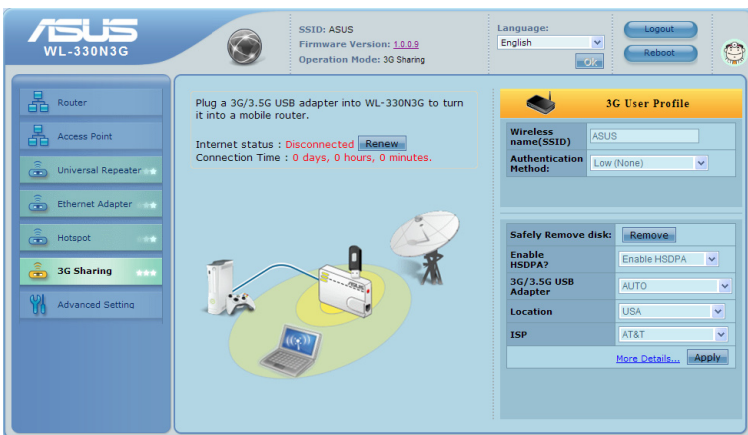 ASUS
WL-330N3G
SSID: ASUS
Firmware Version: 1.0.0.9
Operation Mode: 3G Sharing
Language:
English
Ok
Logout
Reboot
Router
Access Point
Universal Repeater
Ethernet Adapter
Hotspot
3G Sharing
Advanced Setting
Plug a 3G/3.5G USB adapter into WL-330N3G to turn
it into a mobile router.
Internet status : Disconnected Renew
Connection Time : 0 days, 0 hours, 0 minutes.
ASUS
3G User Profile
Wireless
name(SSID)
ASUS
Authentication
Method:
Low (None)
Safely Remove disk: Remove
Enable
HSDPA?
Enable HSDPA
3G/3.5G USB
Adapter
AUTO
Location USA
ISP AT&T
More Details... Apply